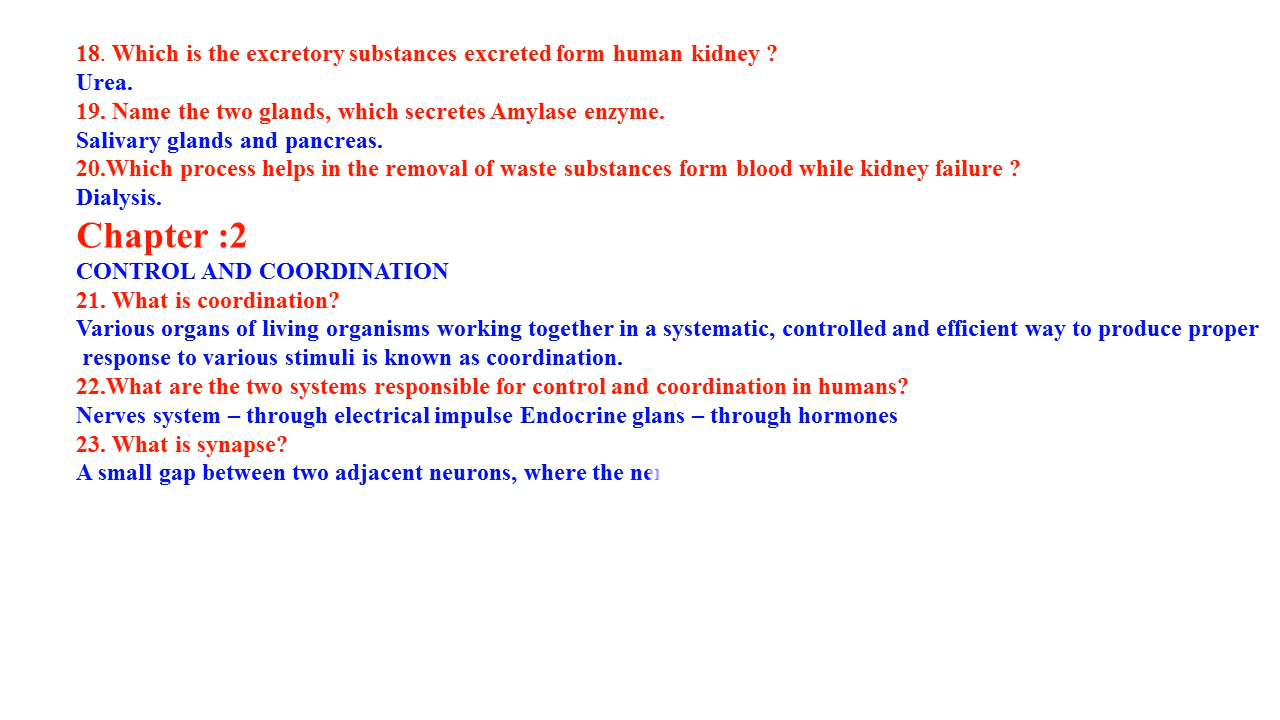 18. Which is the excretory substances excreted form human kidney ?
Urea.
19. Name the two glands, which secretes Amylase enzyme.
Salivary glands and pancreas.
20.Which process helps in the removal of waste substances form blood while kidney failure ?
Dialysis.
Chapter :2
CONTROL AND COORDINATION
21. What is coordination?
Various organs of living organisms working together in a systematic, controlled and efficient way to produce proper
response to various stimuli is known as coordination.
22.What are the two systems responsible for control and coordination in humans?
Nerves system – through electrical impulse Endocrine glans – through hormones
23. What is synapse?
A small gap between two adjacent neurons, where the